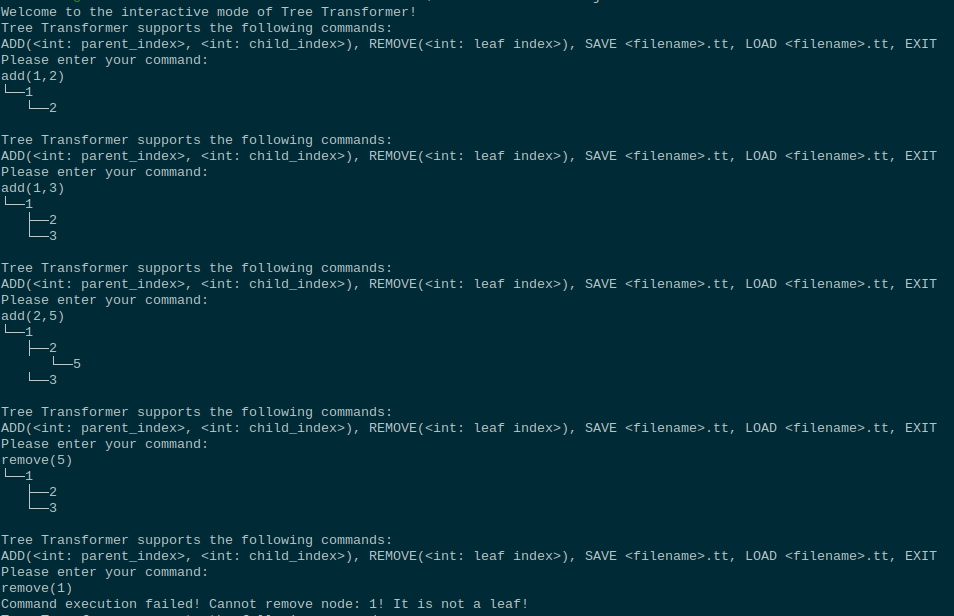 Welcome to the interactive mode of Tree Transformer!
Tree Transformer supports the following commands:
ADD(<int: parent_index>, <int: child_index>), REMOVE(<int: leaf index>), SAVE <filename>.tt, LOAD <filename>.tt, EXIT
Please enter your command:
add(1,2)
└──1
   └──2
Tree Transformer supports the following commands:
ADD(<int: parent_index>, <int: child_index>), REMOVE(<int: leaf index>), SAVE <filename>.tt, LOAD <filename>.tt, EXIT
Please enter your command:
add(1,3)
└──1
   ├──2
   └──3
Tree Transformer supports the following commands:
ADD(<int: parent_index>, <int: child_index>), REMOVE(<int: leaf index>), SAVE <filename>.tt, LOAD <filename>.tt, EXIT
Please enter your command:
add(2,5)
└──1
   ├──2
      └──5
   └──3
Tree Transformer supports the following commands:
ADD(<int: parent_index>, <int: child_index>), REMOVE(<int: leaf index>), SAVE <filename>.tt, LOAD <filename>.tt, EXIT
Please enter your command:
remove(5)
└──1
   ├──2
   └──3
Tree Transformer supports the following commands:
ADD(<int: parent_index>, <int: child_index>), REMOVE(<int: leaf index>), SAVE <filename>.tt, LOAD <filename>.tt, EXIT
Please enter your command:
remove(1)
Command execution failed! Cannot remove node: 1! It is not a leaf!